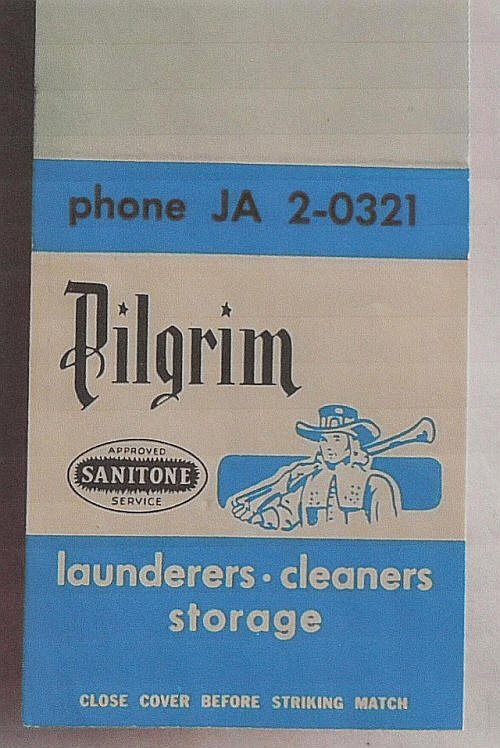 phone JA 2-0321
Pilgrim
APPROVED
SANITONE
SERVICE
launderers · cleaners
storage
CLOSE COVER BEFORE STRIKING MATCH